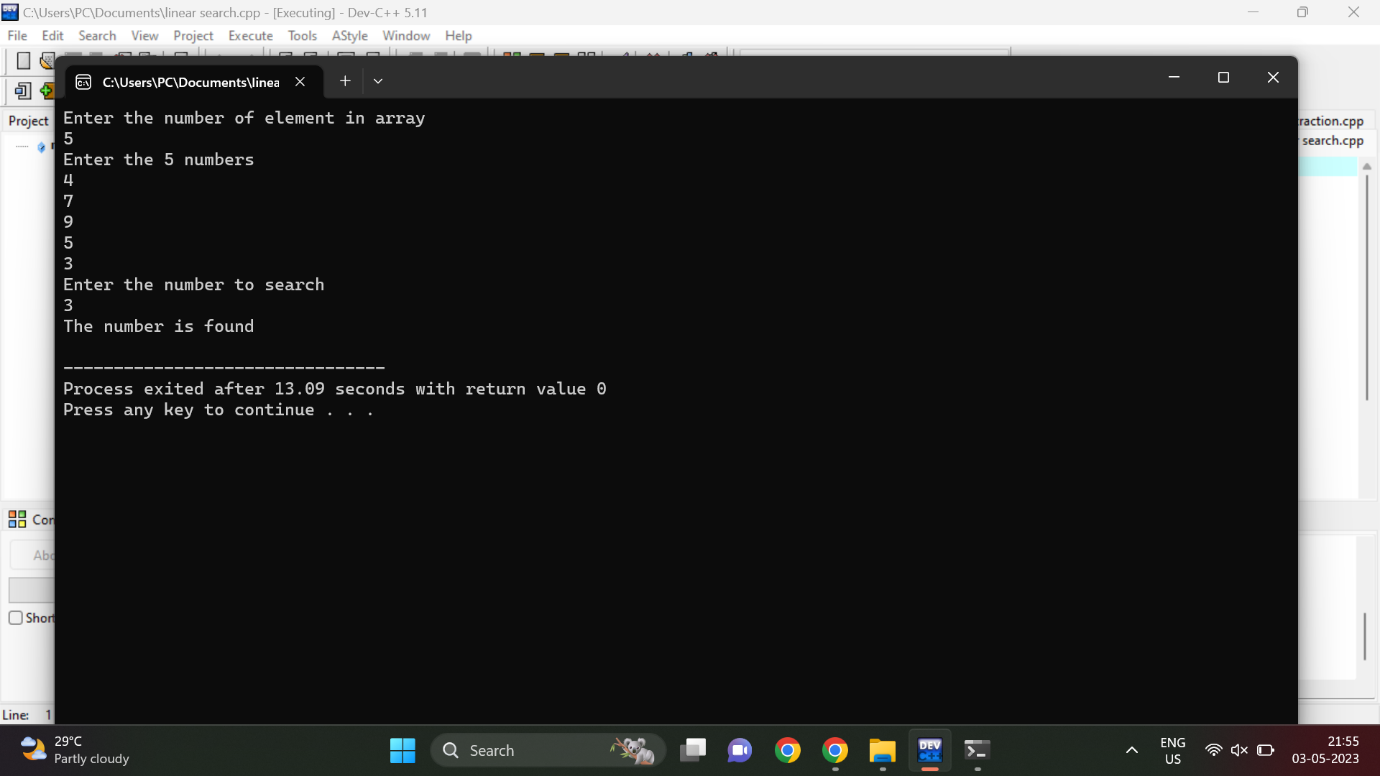 C:\Users\PC\Documents\linear search.cpp - [Executing] - Dev-C++ 5.11
File Edit Search View Project Execute Tools AStyle Window Help
C:\Users\PC\Documents\linea
Project
raction.cpp
search.cpp
Enter the number of element in array
5
Enter the 5 numbers
4
7
9
5
3
Enter the number to search
3
The number is found
--------------------------------
Process exited after 13.09 seconds with return value 0
Press any key to continue . . .
Line: 1
29°C
Partly cloudy
Search
DEV C++
ENG
US
21:55
03-05-2023